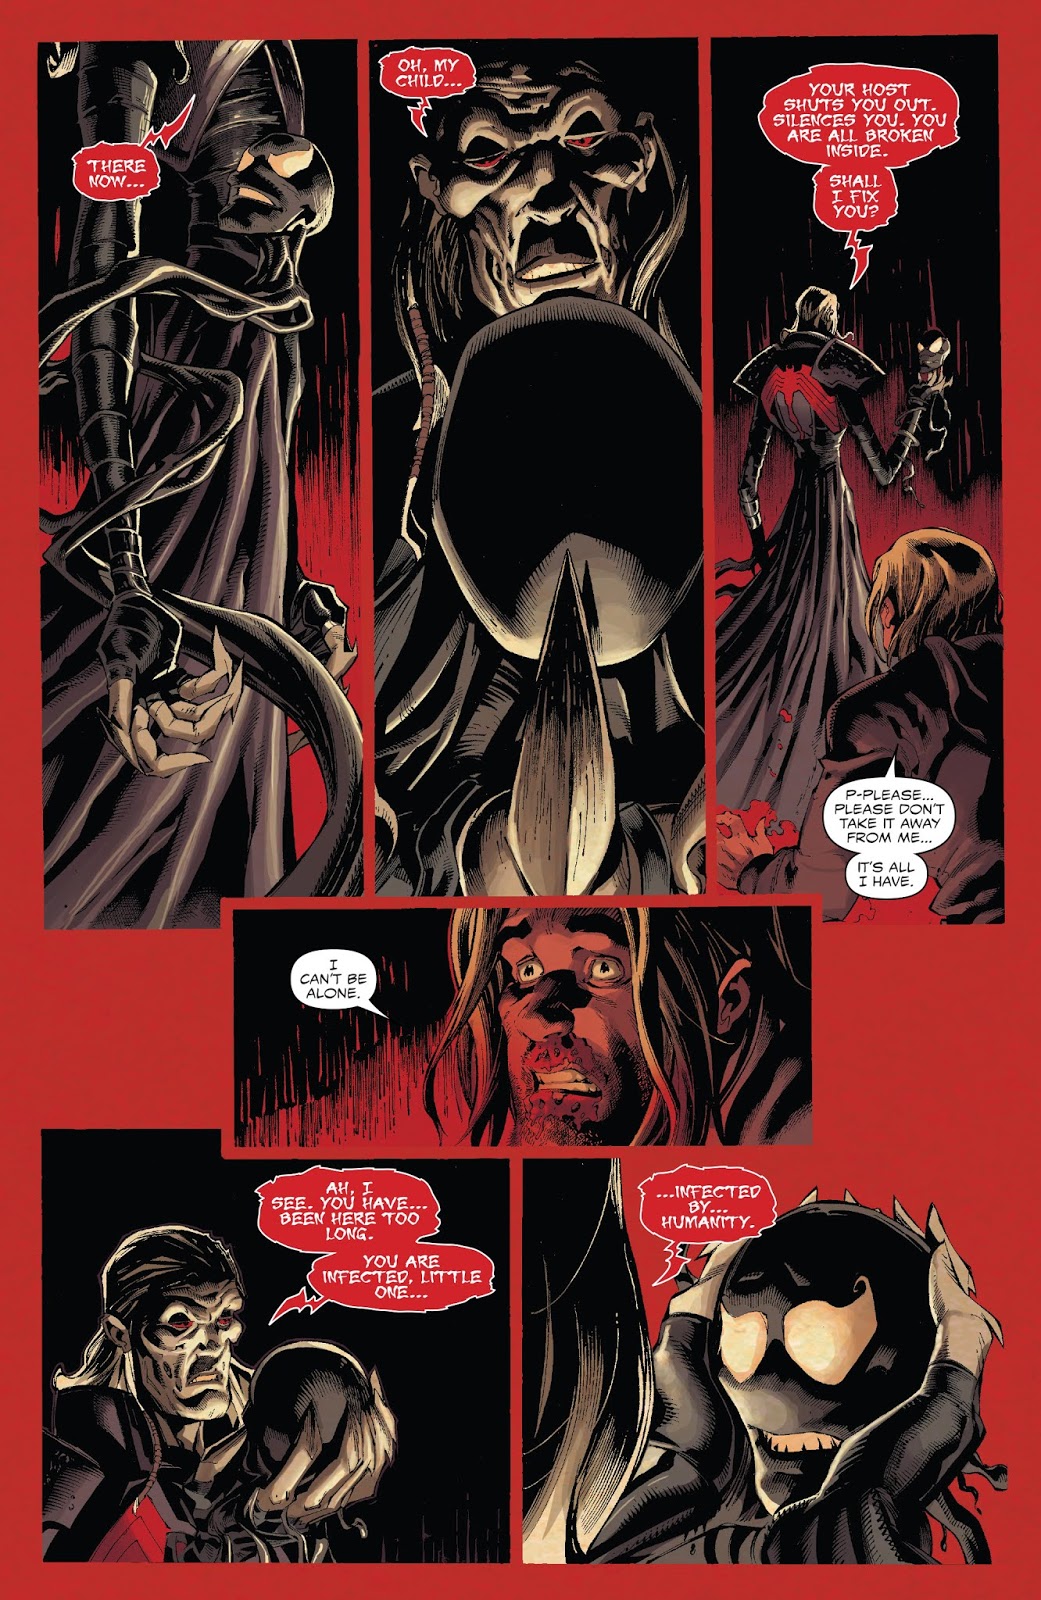 THERE
NOW...
OH, MY
CHILD...
YOUR HOST
SHUTS YOU OUT.
SILENCES YOU. YOU
ARE ALL BROKEN
INSIDE.
SHALL
I FIX
YOU?
P-PLEASE...
PLEASE DON'T
TAKE IT AWAY
FROM ME...
IT'S ALL
I HAVE.
I
CAN'T BE
ALONE.
AH, I
SEE. YOU HAVE...
BEEN HERE TOO
LONG.
YOU ARE
INFECTED, LITTLE
ONE...
...INFECTED
BY...
HUMANITY.